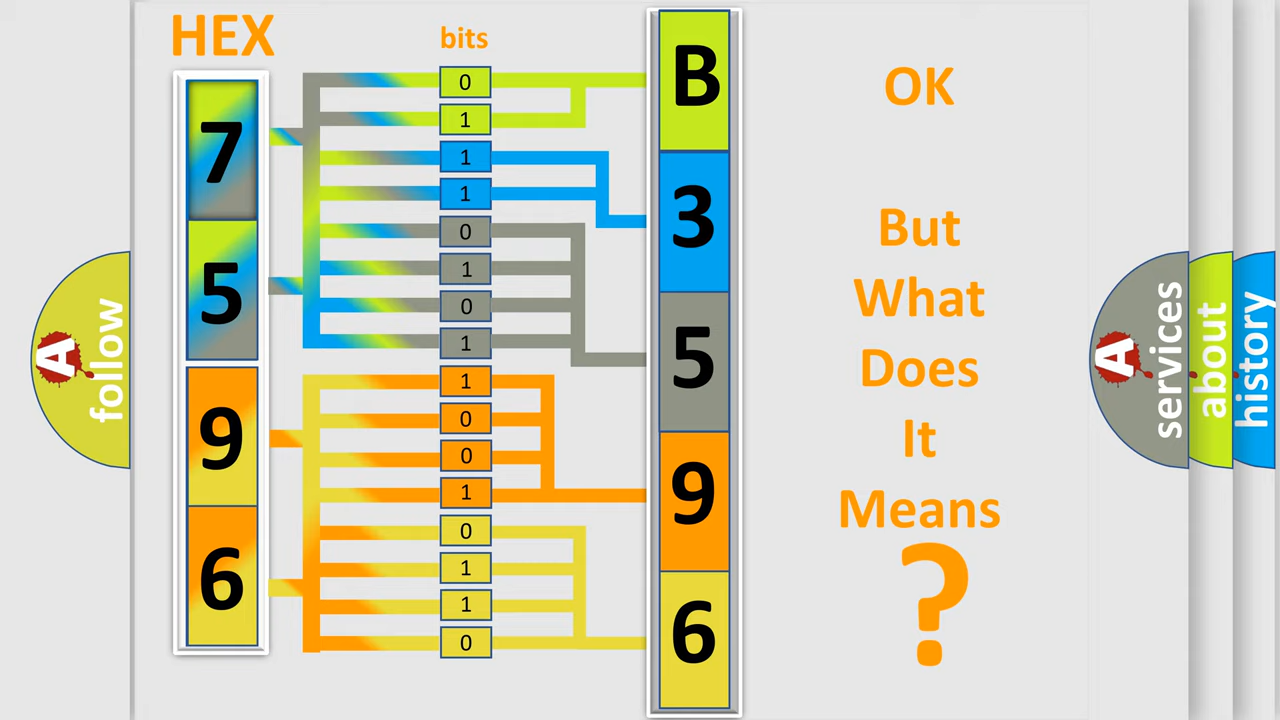 HEX
bits
7
5
9
6
0
1
1
1
0
1
0
1
1
0
0
1
0
1
1
0
B
3
5
9
6
OK
But
What
Does
It
Means
?
A
follow
A
services
about
history